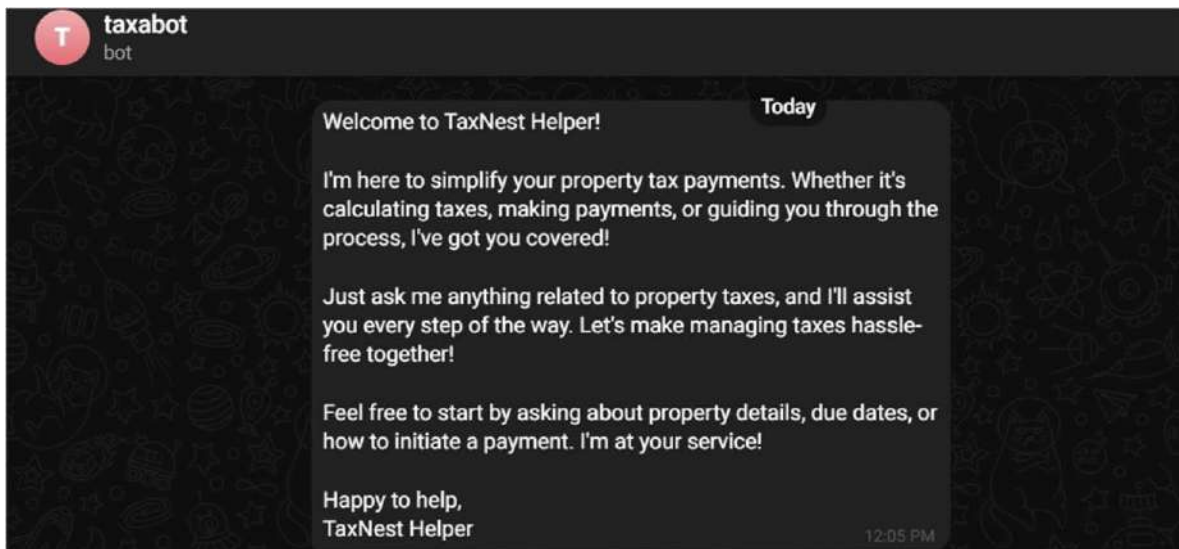 T
taxabot
bot
Today
Welcome to TaxNest Helper!
I'm here to simplify your property tax payments. Whether it's
calculating taxes, making payments, or guiding you through the
process, I've got you covered!
Just ask me anything related to property taxes, and I'll assist
you every step of the way. Let's make managing taxes hassle-
free together!
Feel free to start by asking about property details, due dates, or
how to initiate a payment. I'm at your service!
Happy to help,
TaxNest Helper
12:05 PM